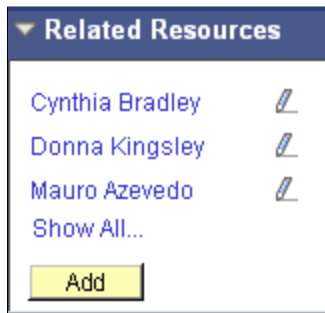 Related Resources
Cynthia Bradley
Donna Kingsley
Mauro Azevedo
Show All...
Add